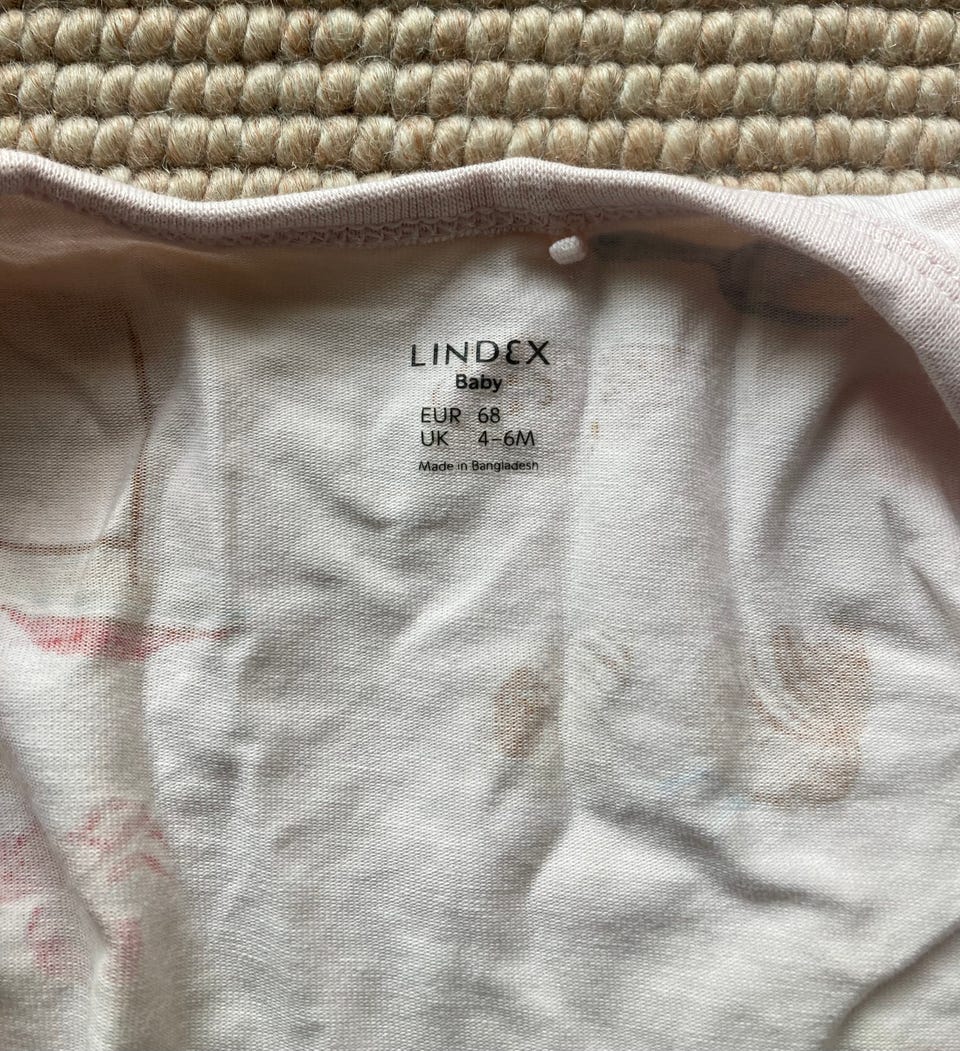 LINDEX
Baby
EUR 68
UK 4-6M
Made in Bangladesh